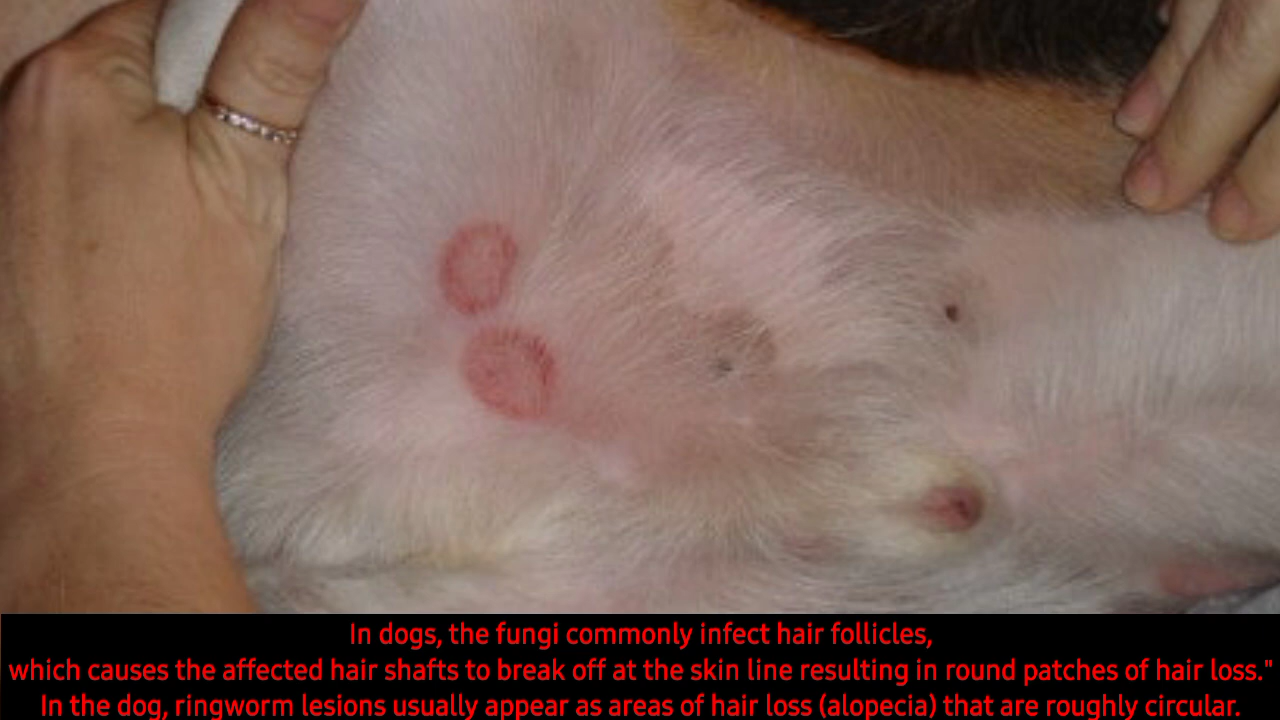 In dogs, the fungi commonly infect hair follicles,
which causes the affected hair shafts to break off at the skin line resulting in round patches of hair loss."
In the dog, ringworm lesions usually appear as areas of hair loss (alopecia) that are roughly circular.